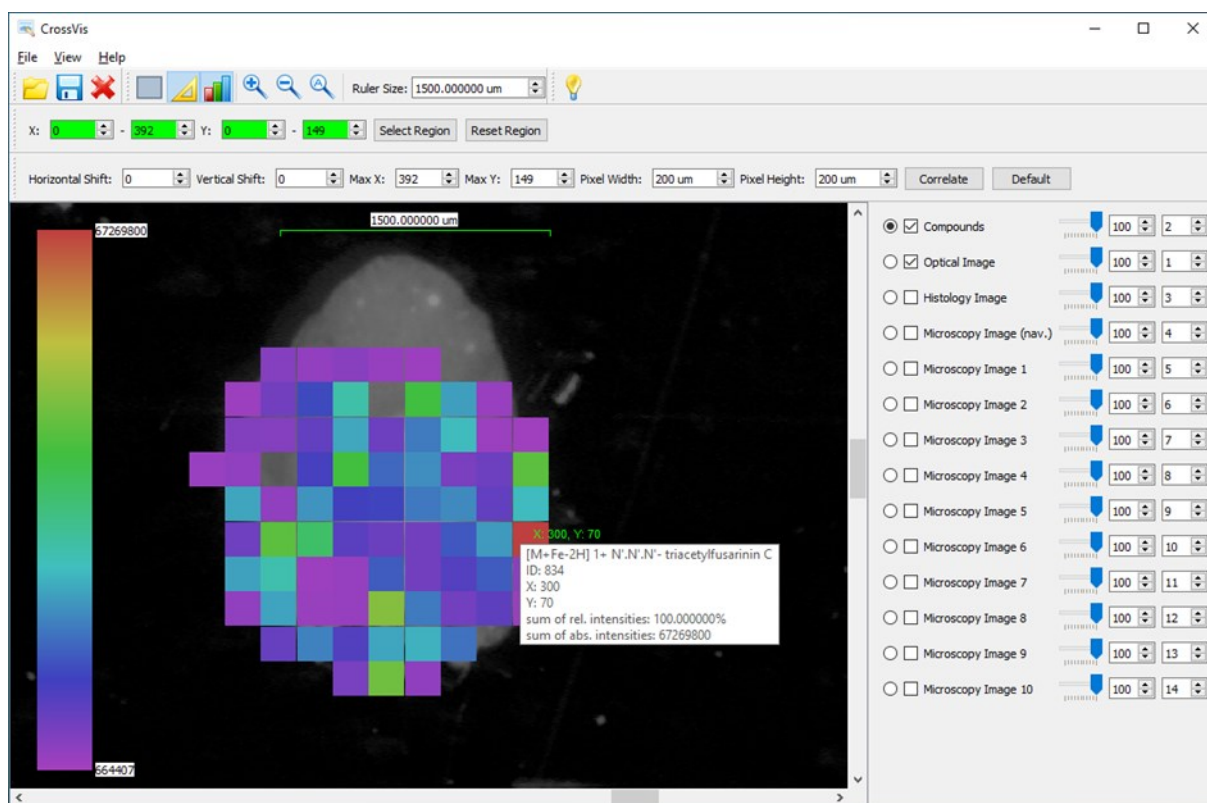 CrossVis
File View Help
Ruler Size: 1500.000000 um
X: 0 - 392 Y: 0 - 149 Select Region Reset Region
Horizontal Shift: 0 Vertical Shift: 0 Max X: 392 Max Y: 149 Pixel Width: 200 um Pixel Height: 200 um Correlate Default
67269800
1500.000000 um
X: 300, Y: 70
[M+Fe-2H] 1+ N'.N'.N'- triacetylfusarinin C
ID: 834
X: 300
Y: 70
sum of rel. intensities: 100.000000%
sum of abs. intensities: 67269800
664407
Compounds 100 2
Optical Image 100 1
Histology Image 100 3
Microscopy Image (nav.) 100 4
Microscopy Image 1 100 5
Microscopy Image 2 100 6
Microscopy Image 3 100 7
Microscopy Image 4 100 8
Microscopy Image 5 100 9
Microscopy Image 6 100 10
Microscopy Image 7 100 11
Microscopy Image 8 100 12
Microscopy Image 9 100 13
Microscopy Image 10 100 14